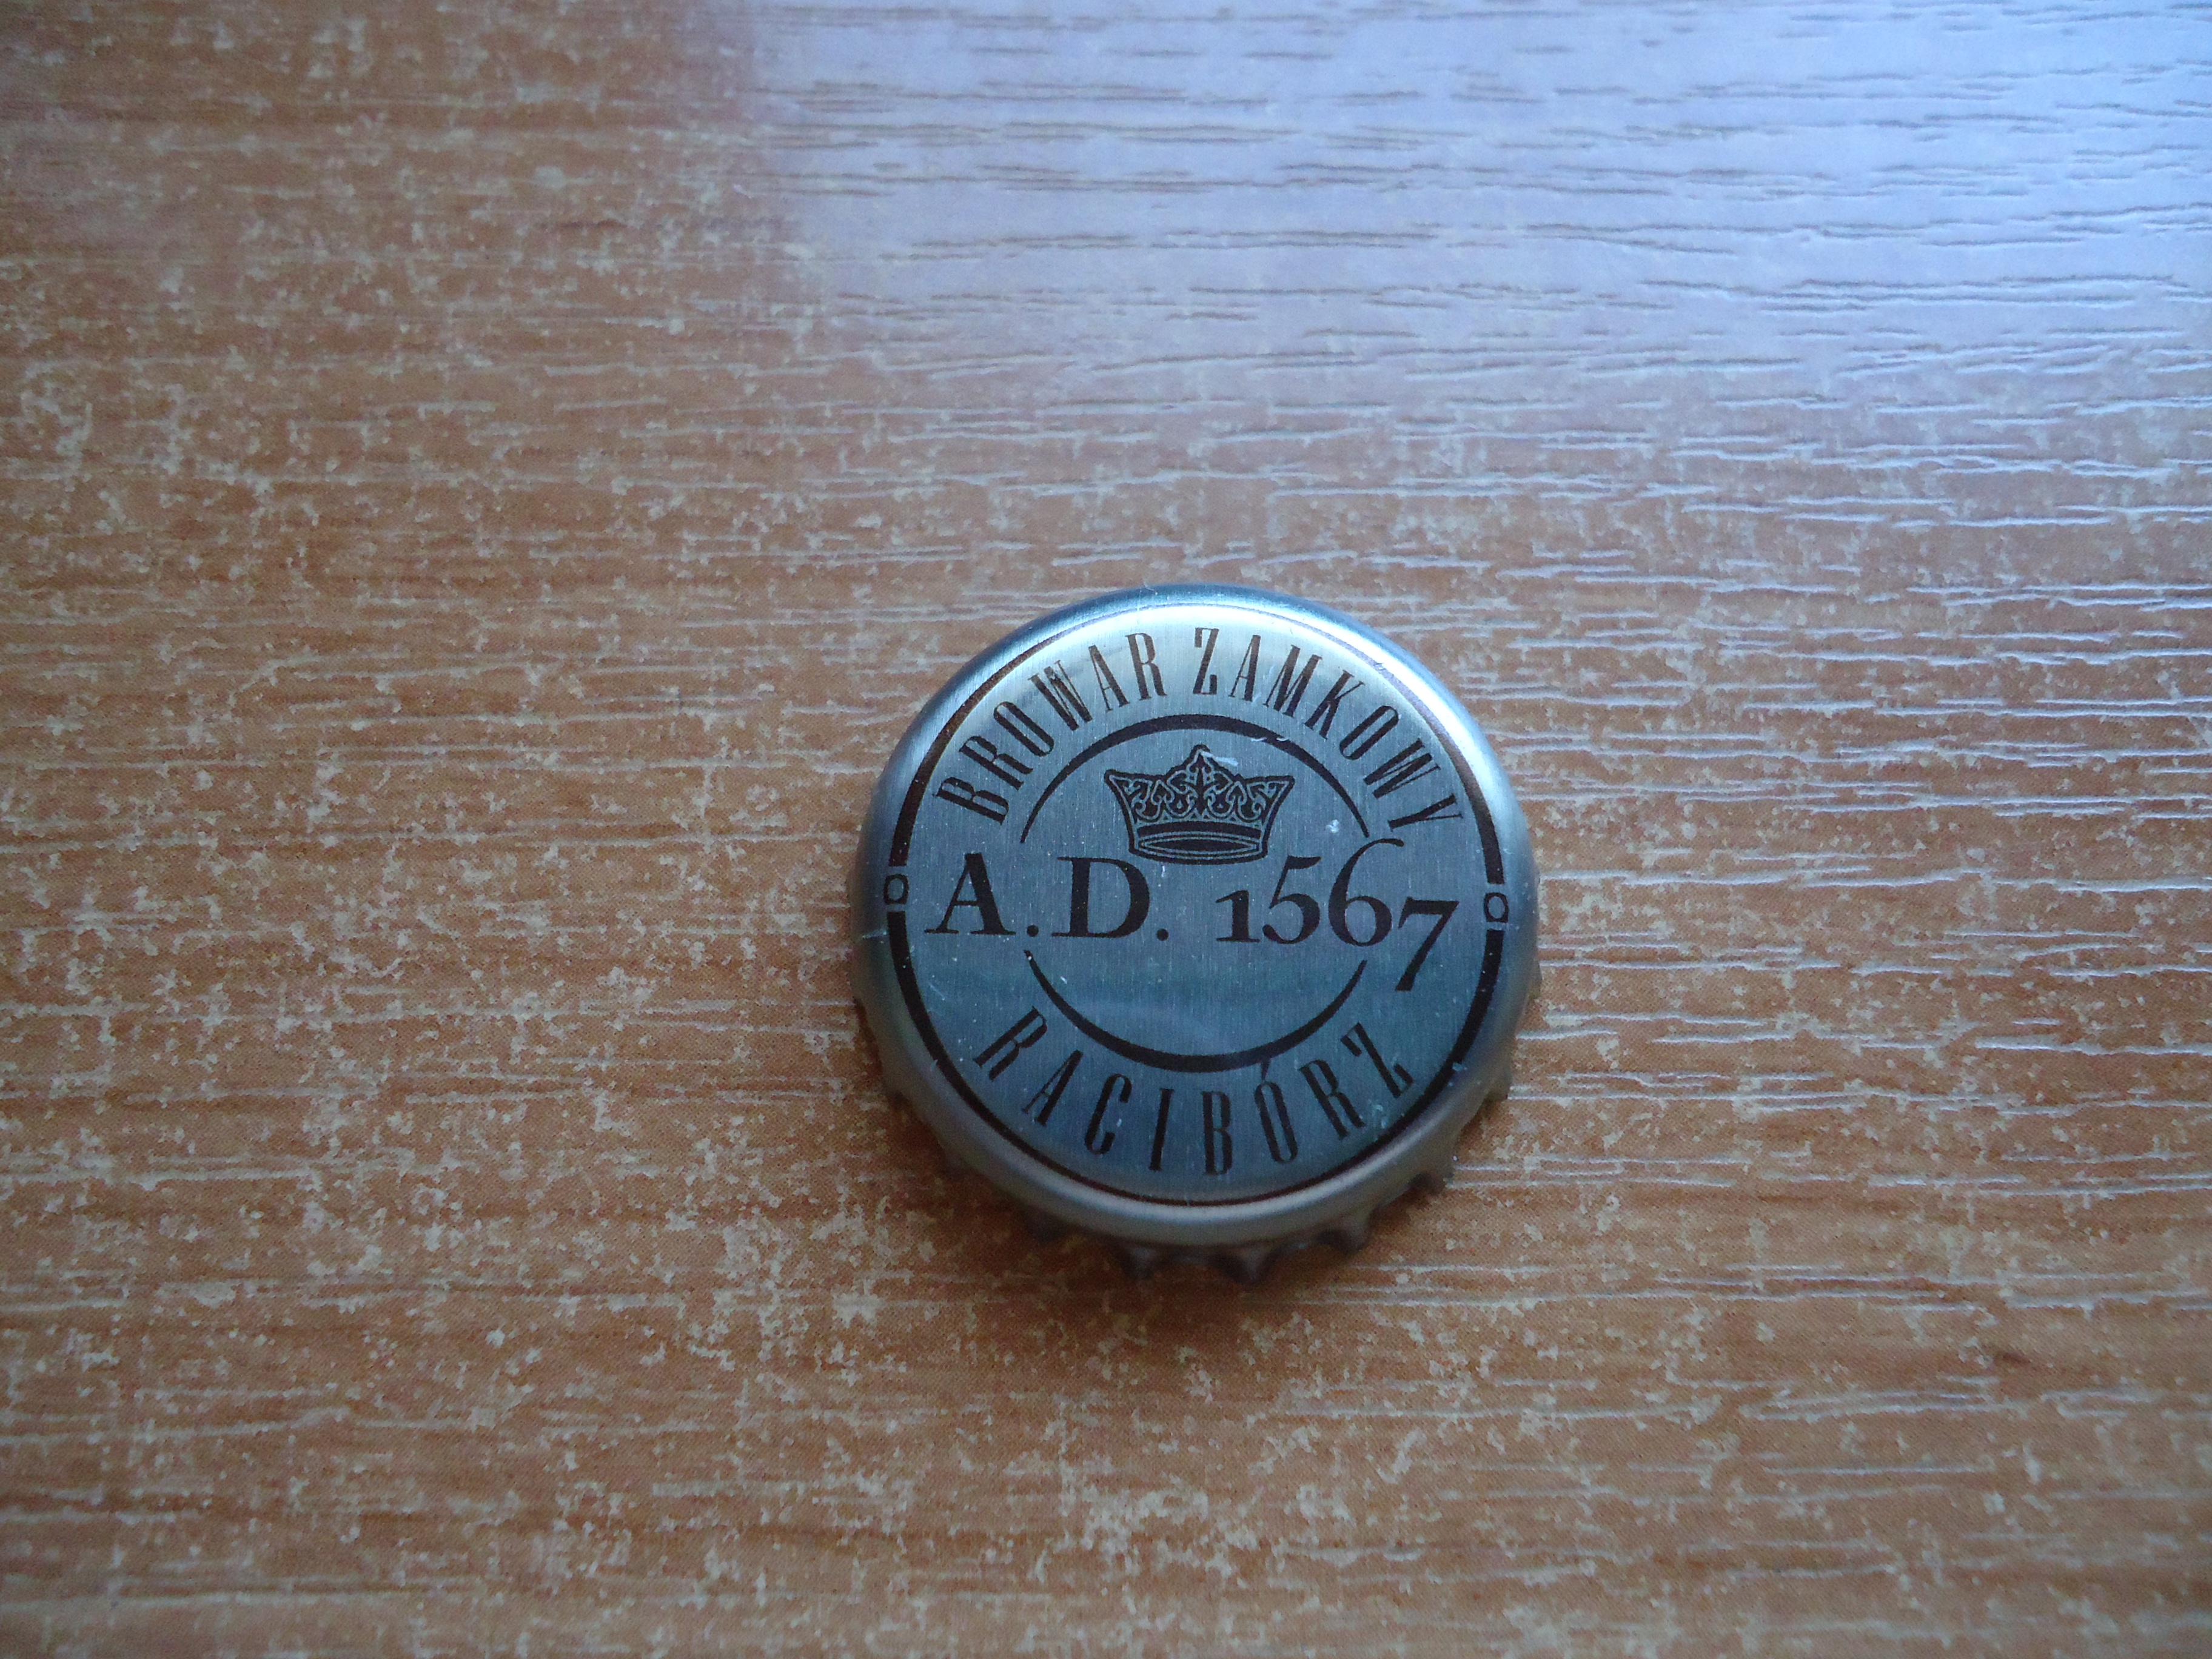 BROWAR ZAMKOWY
A.D. 1567
RACIBÓRZ